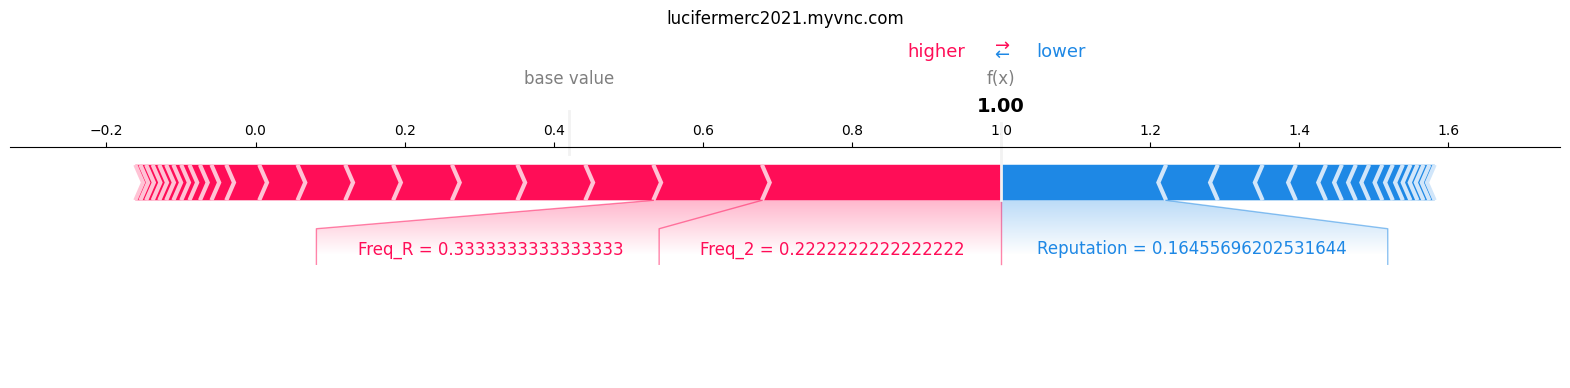 lucifermerc2021.myvnc.com
higher ⇄ lower
base value f(x)
1.00
−0.2 0.0 0.2 0.4 0.6 0.8 1.0 1.2 1.4 1.6
Freq_R = 0.3333333333333333 Freq_2 = 0.2222222222222222 Reputation = 0.16455696202531644